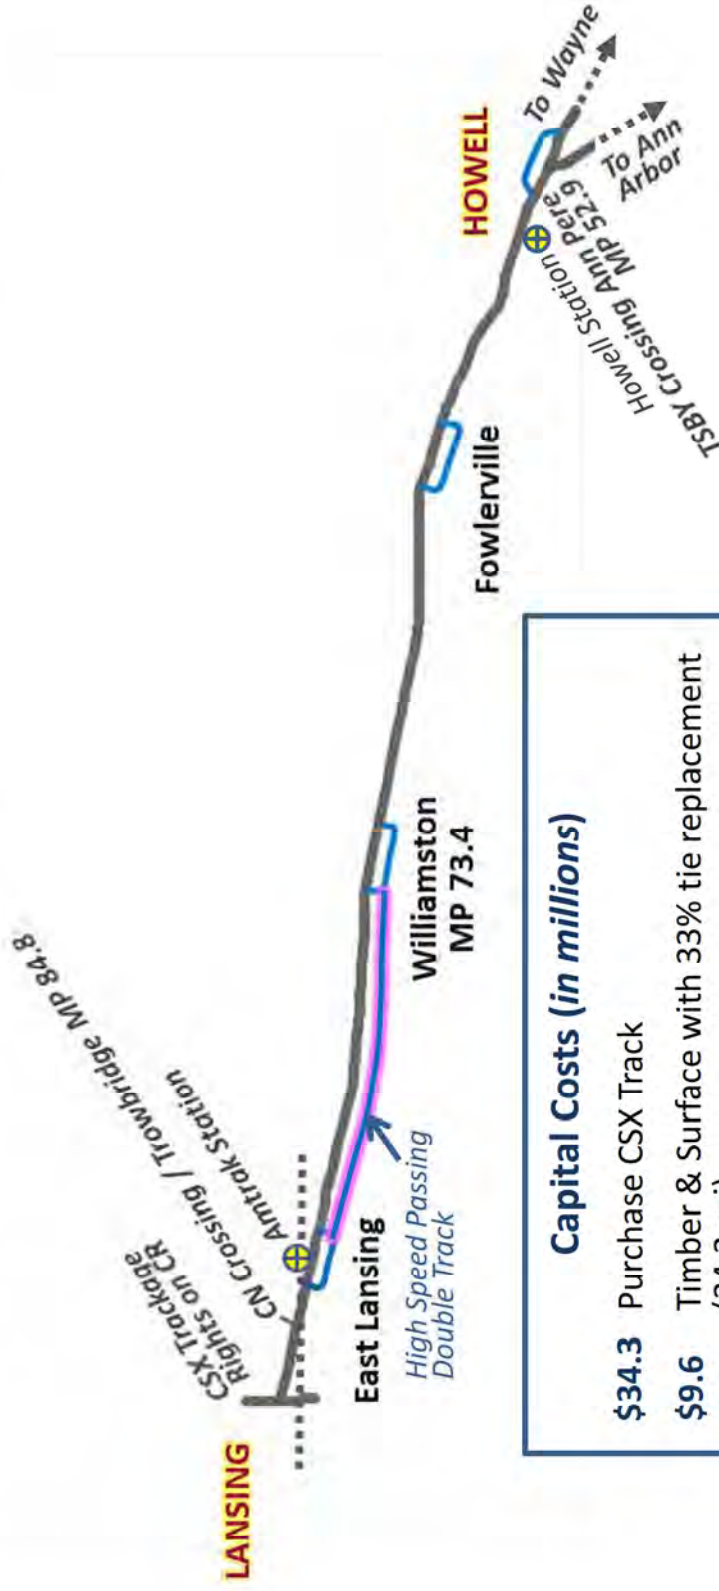 LANSING
CSX Trackage
Rights on CR
CN Crossing / Trowbridge MP 84.8
Amtrak Station
East Lansing
High Speed Passing
Double Track
Williamston
MP 73.4
Fowlerville
HOWELL
Howell Station
TSBY Crossing Ann Pere
MP 52.9
To Wayne
To Ann
Arbor
Capital Costs (in millions)
$34.3 Purchase CSX Track
$9.6 Timber & Surface with 33% tie replacement